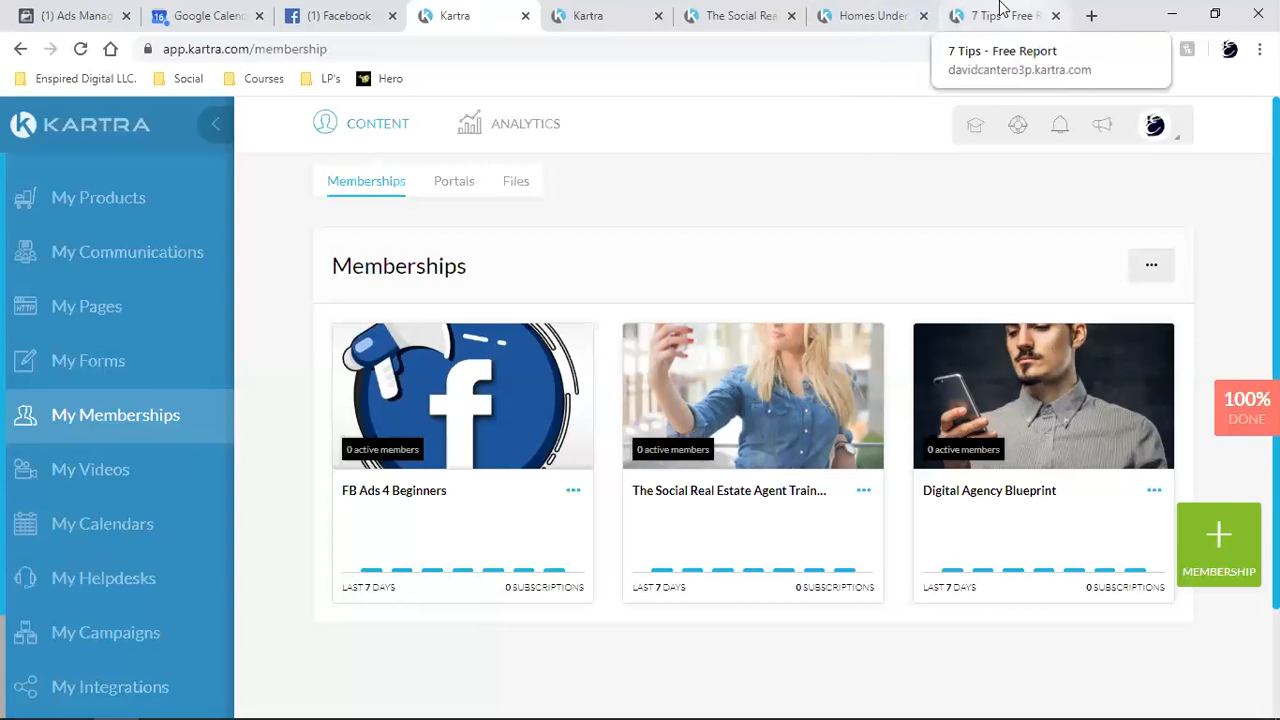 (1) Ads Manag
Google Calen
(1) Facebook
Kartra
Kartra
The Social Rea
Homes Under
7 Tips - Free R
7 Tips - Free Report
davidcantero3p.kartra.com
app.kartra.com/membership
Enspired Digital LLC.
Social
Courses
LP's
Hero
KARTRA
CONTENT
ANALYTICS
My Products
My Communications
My Pages
My Forms
My Memberships
My Videos
My Calendars
My Helpdesks
My Campaigns
My Integrations
Memberships
Portals
Files
Memberships
0 active members
0 active members
0 active members
FB Ads 4 Beginners
The Social Real Estate Agent Train...
Digital Agency Blueprint
LAST 7 DAYS
0 SUBSCRIPTIONS
LAST 7 DAYS
0 SUBSCRIPTIONS
LAST 7 DAYS
0 SUBSCRIPTIONS
100%
DONE
MEMBERSHIP